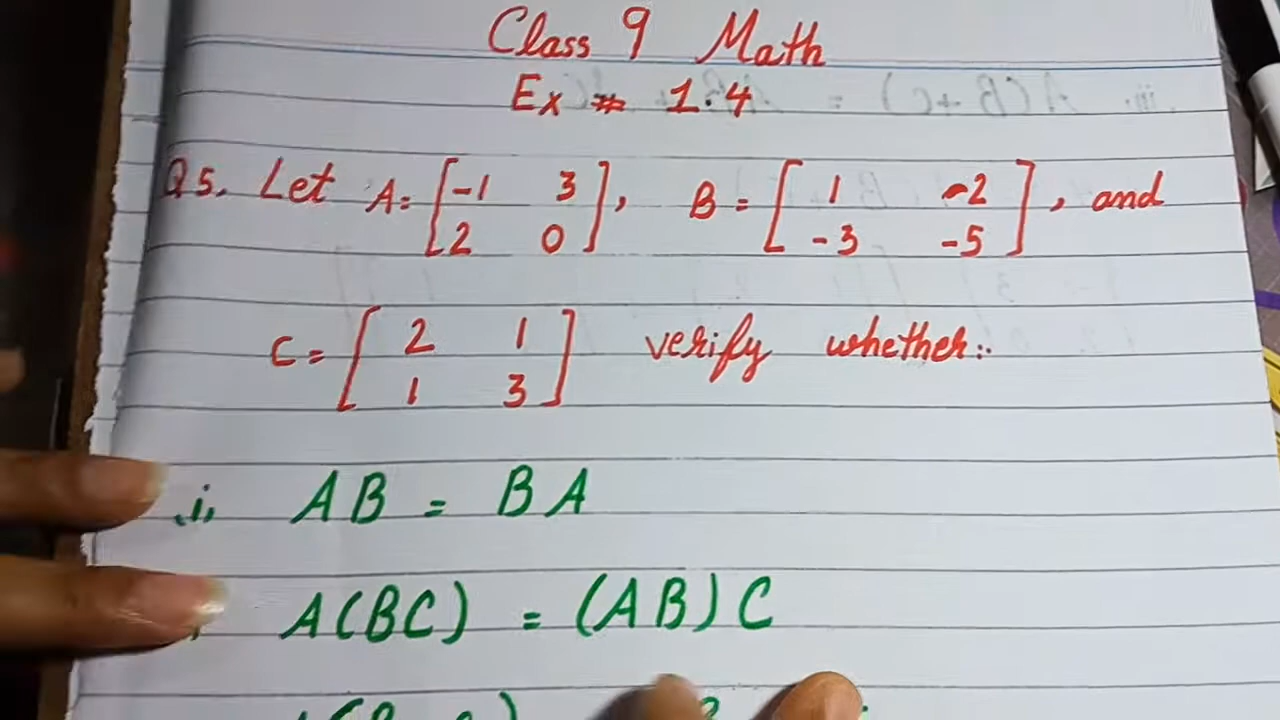 Class 9 Math
Ex # 1.4
Q5. Let A = [-1 3], B = [1 -2], and
[2 0] [-3 -5]
C = [2 1] verify whether:.
[1 3]
i, AB = BA
A(BC) = (AB)C